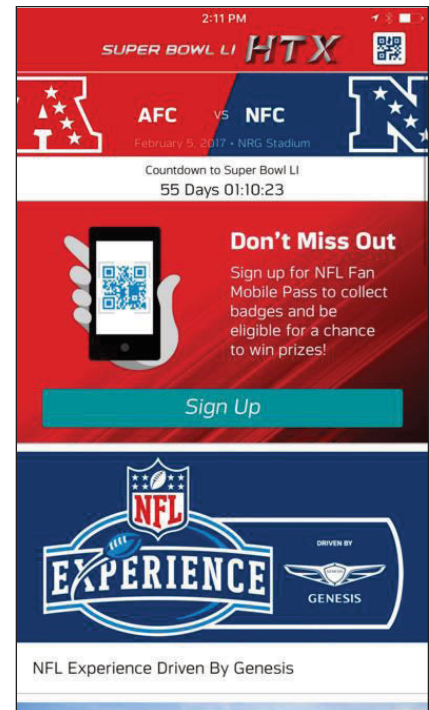 2:11 PM
SUPER BOWL LI HTX
AFC vs NFC
February 5, 2017 • NRG Stadium
Countdown to Super Bowl LI
55 Days 01:10:23
Don't Miss Out
Sign up for NFL Fan
Mobile Pass to collect
badges and be
eligible for a chance
to win prizes!
Sign Up
NFL
EXPERIENCE
DRIVEN BY
GENESIS
NFL Experience Driven By Genesis